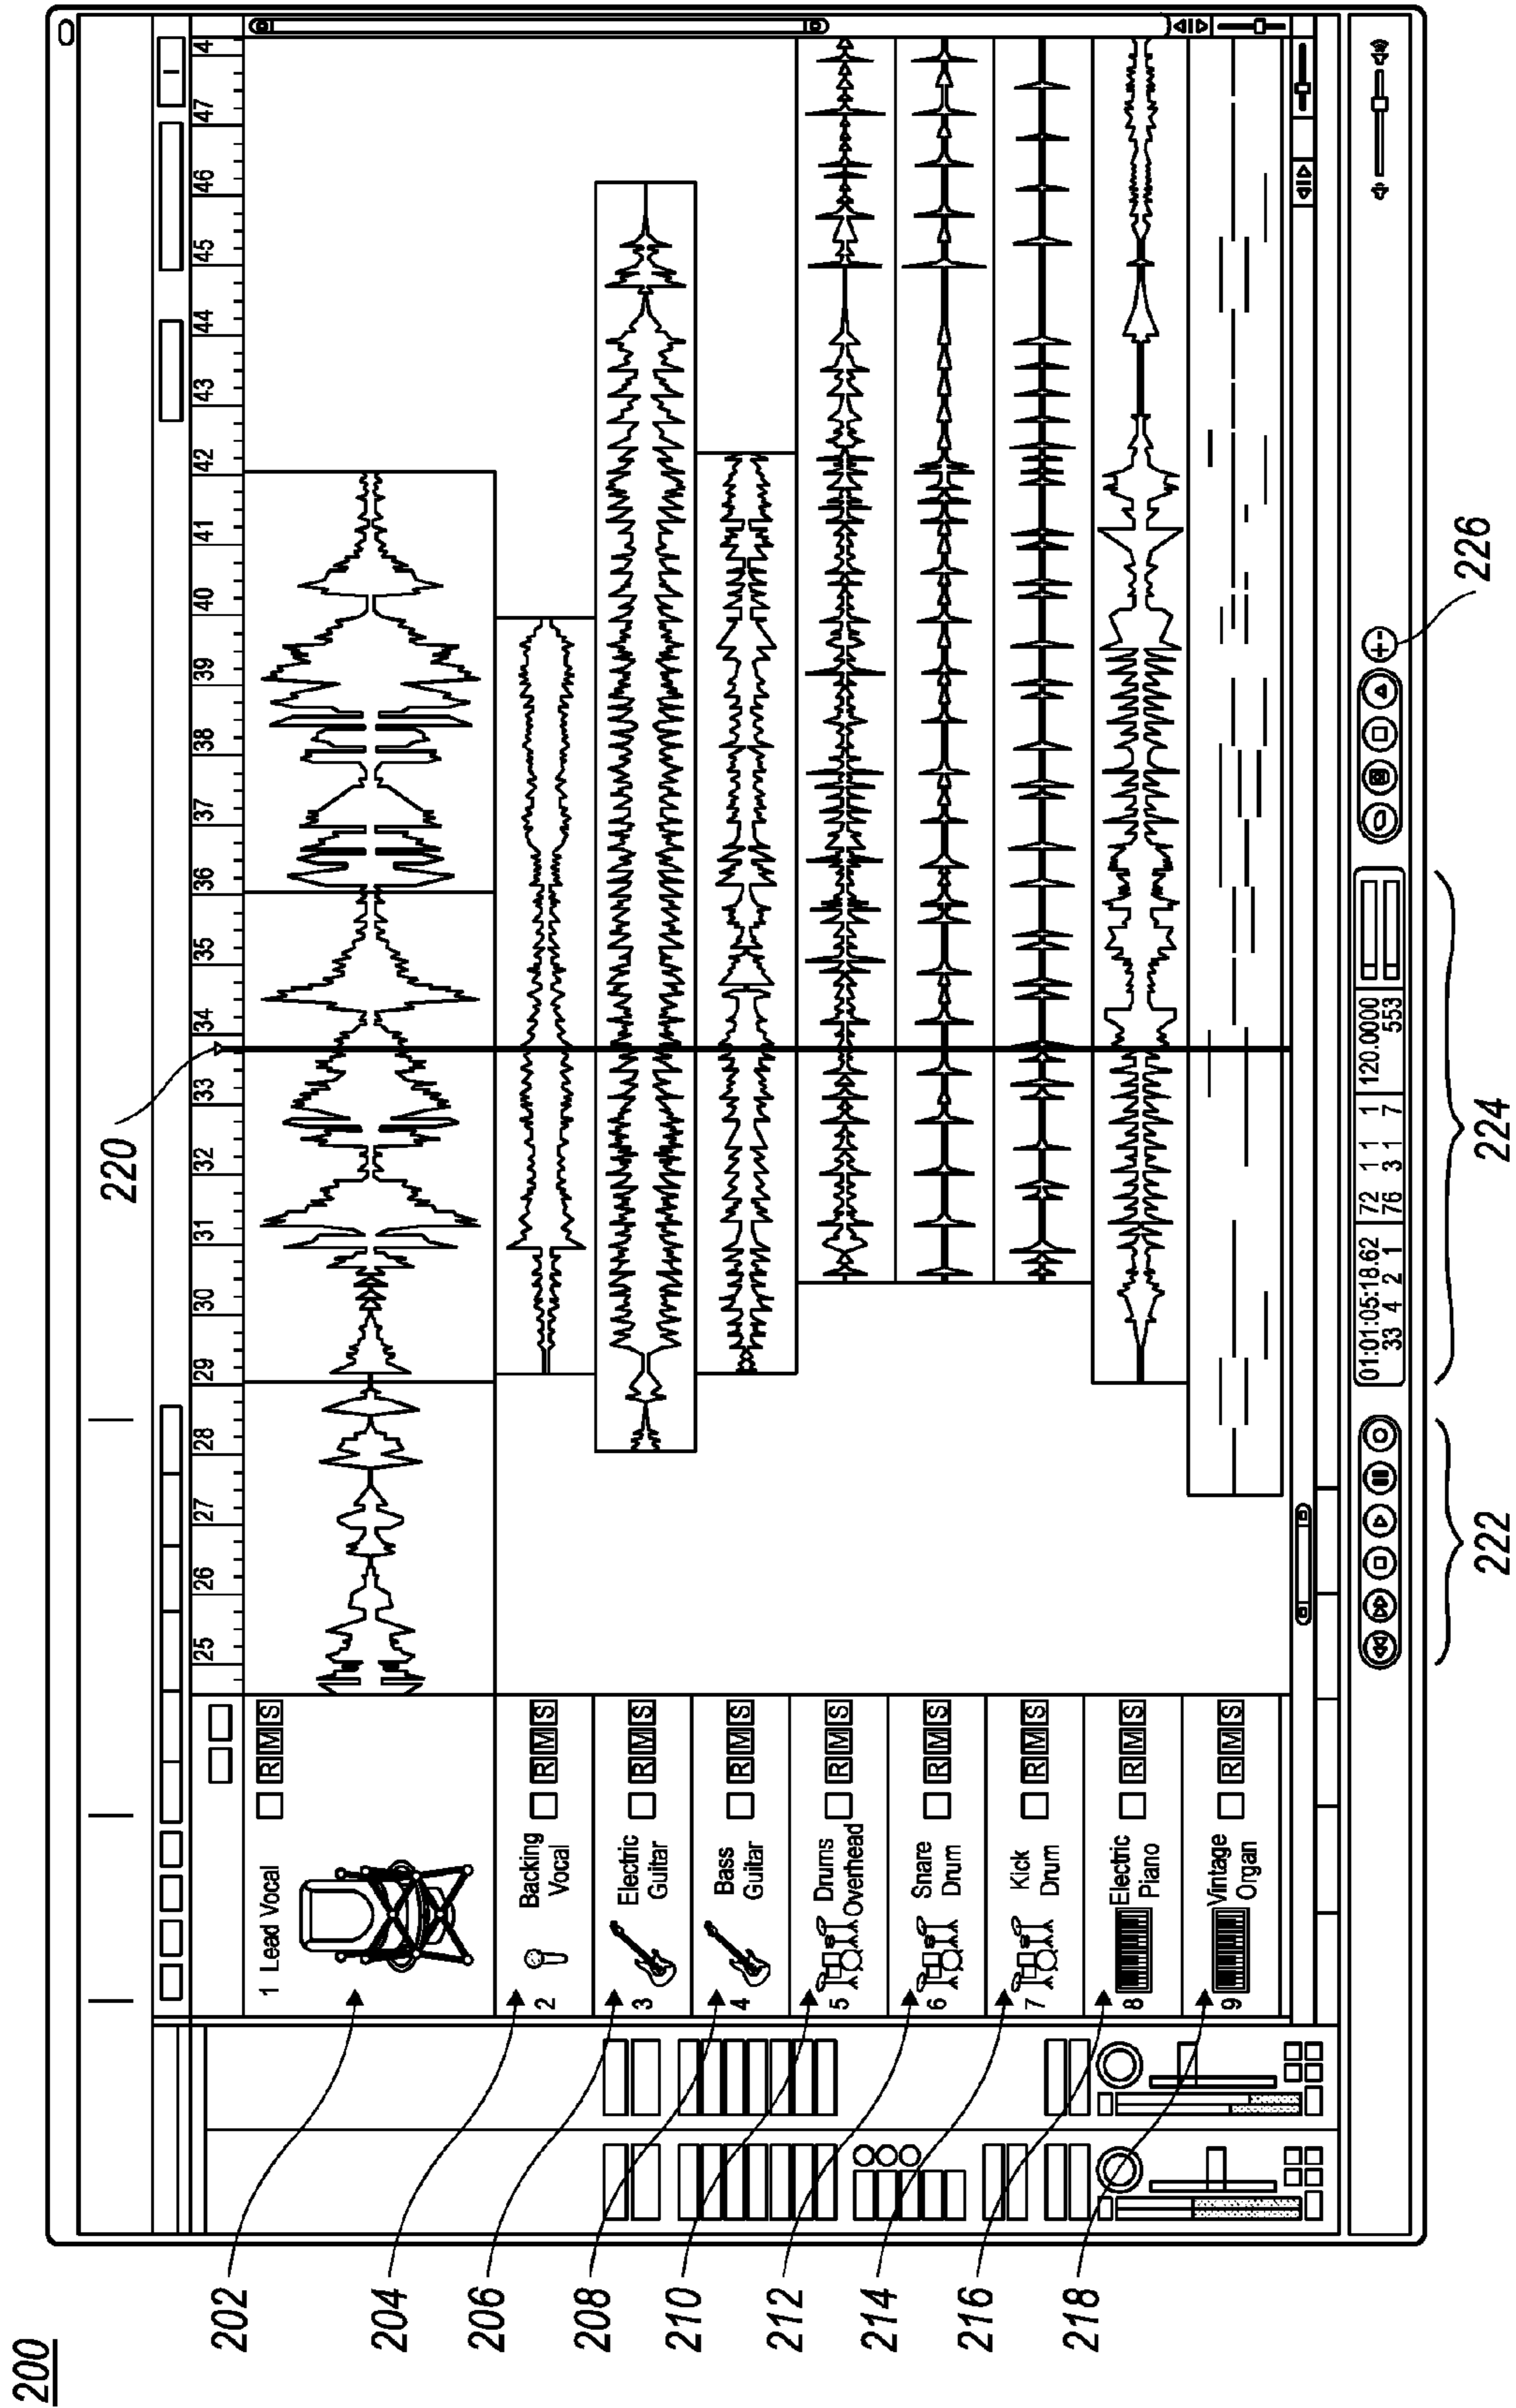 200
220
25 26 27 28 29 30 31 32 33 34 35 36 37 38 39 40 41 42 43 44 45 46 47 4
202
1 Lead Vocal
R M S
204
2
Backing
Vocal
R M S
206
3
Electric
Guitar
R M S
208
4
Bass
Guitar
R M S
210
5
Drums
Overhead
R M S
212
6
Snare
Drum
R M S
214
7
Kick
Drum
R M S
216
8
Electric
Piano
R M S
218
9
Vintage
Organ
R M S
01:01:05:18.62 72 1 1 1 120.0000
33 4 2 1 76 3 1 7 553
222
224
226